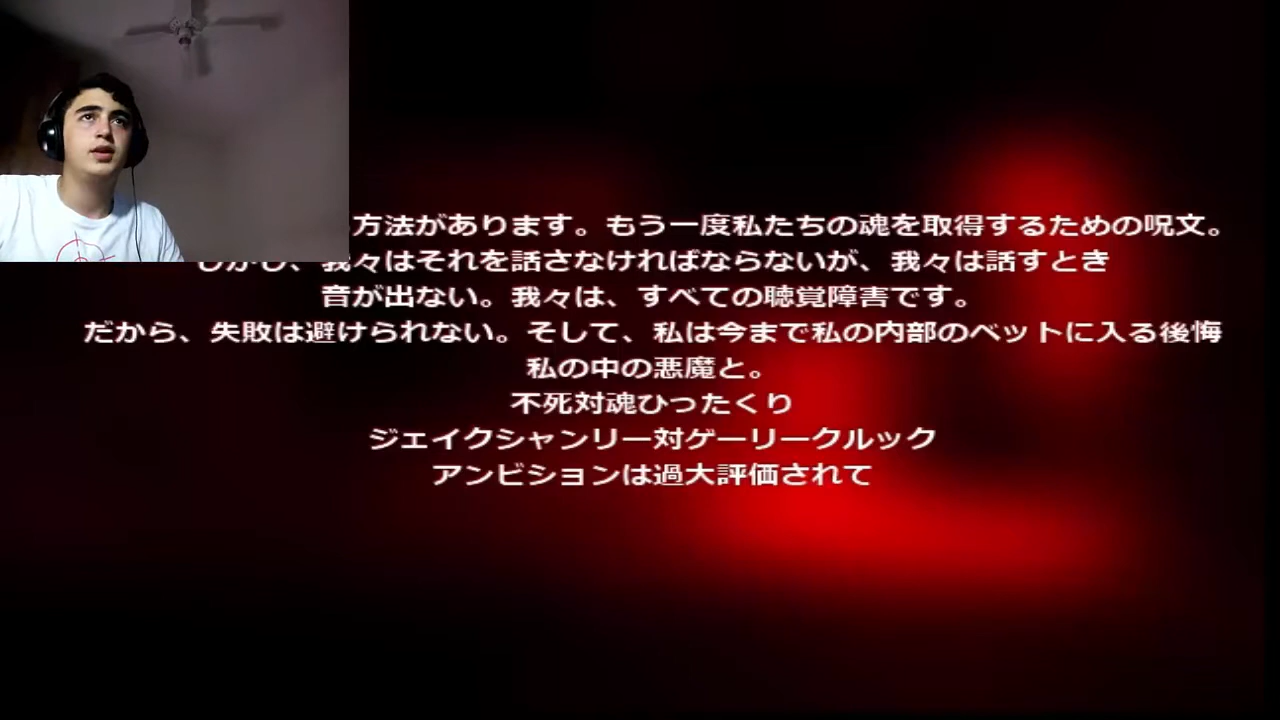 方法があります。もう一度私たちの魂を取得するための呪文。
しかし、我々はそれを話さなければならないが、我々は話すとき
音が出ない。我々は、すべての聴覚障害です。
だから、失敗は避けられない。そして、私は今まで私の内部のベットに入る後悔
私の中の悪魔と。
不死対魂ひったくり
ジェイクシャンリー対ゲーリークルック
アンビションは過大評価されて